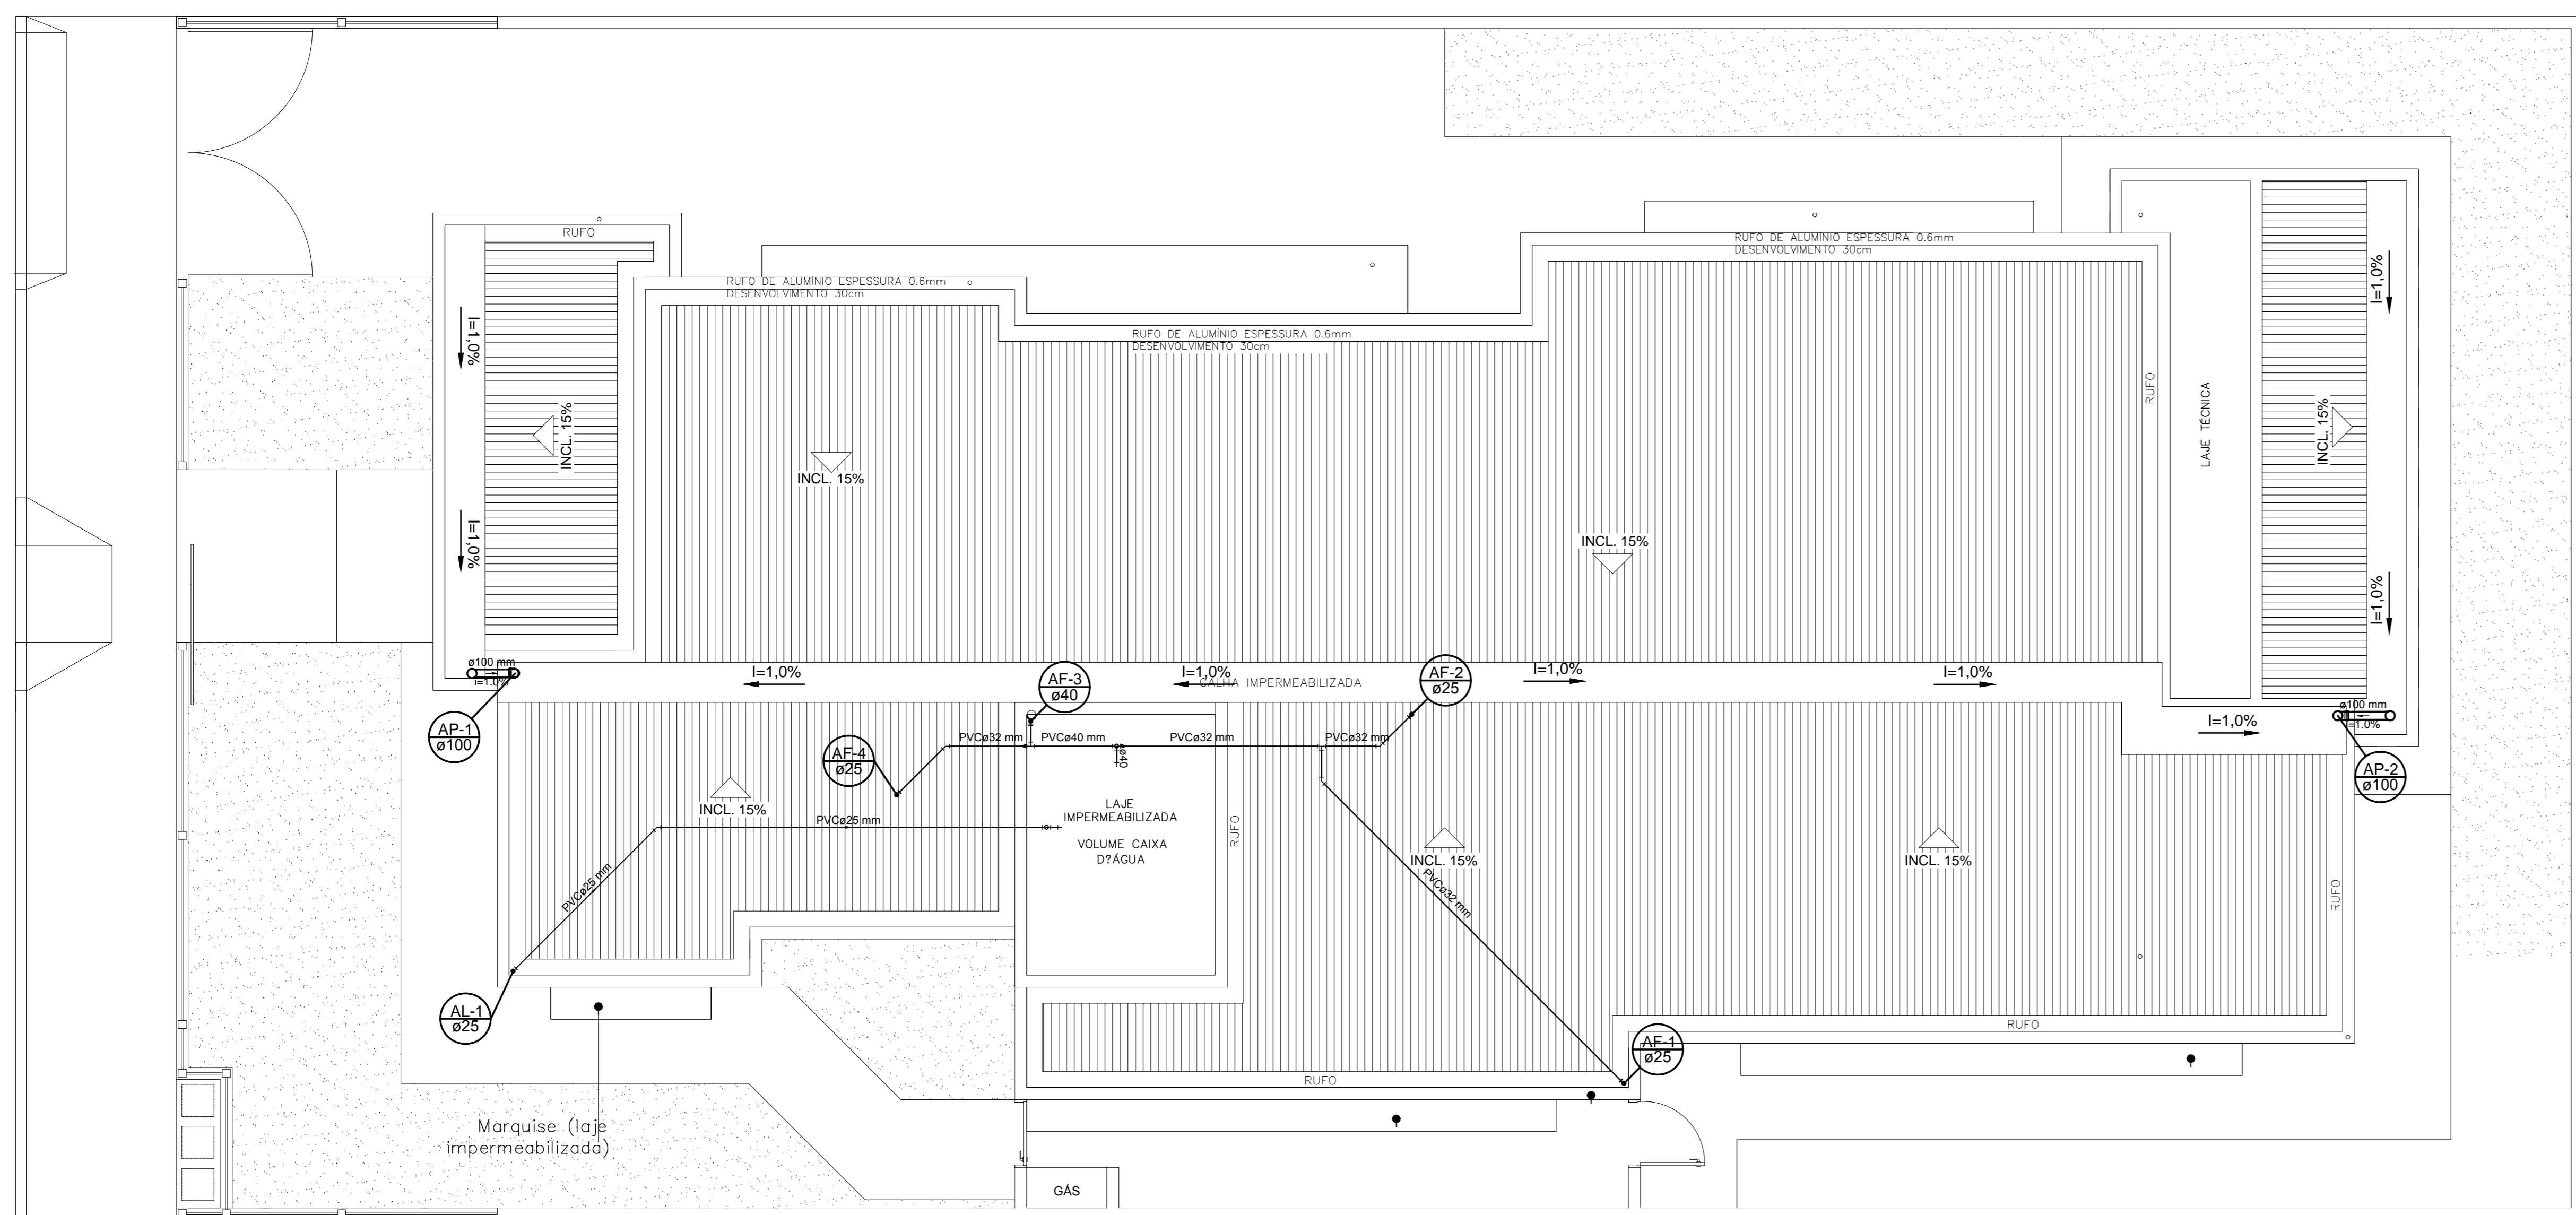 RUFO
RUFO DE ALUMÍNIO ESPESSURA 0.6mm
DESENVOLVIMENTO 30cm
RUFO DE ALUMÍNIO ESPESSURA 0.6mm
DESENVOLVIMENTO 30cm
RUFO DE ALUMÍNIO ESPESSURA 0.6mm
DESENVOLVIMENTO 30cm
I=1,0%
I=1,0%
INCL. 15%
INCL. 15%
INCL. 15%
RUFO
LAJE TÉCNICA
INCL. 15%
I=1,0%
I=1,0%
I=1,0%
ø100 mm
i=1.0%
I=1,0%
I=1,0%
CALHA IMPERMEABILIZADA
I=1,0%
I=1,0%
I=1,0%
ø100 mm
i=1.0%
AP-1
ø100
AF-3
ø40
AF-2
ø25
AF-4
ø25
AP-2
ø100
PVCø32 mm
PVCø40 mm
PVCø32 mm
PVCø32 mm
ø40
INCL. 15%
PVCø25 mm
LAJE
IMPERMEABILIZADA
VOLUME CAIXA
D?ÁGUA
RUFO
INCL. 15%
INCL. 15%
PVCø25 mm
PVCø32 mm
RUFO
AL-1
ø25
RUFO
AF-1
ø25
RUFO
Marquise (laje
impermeabilizada)
GÁS